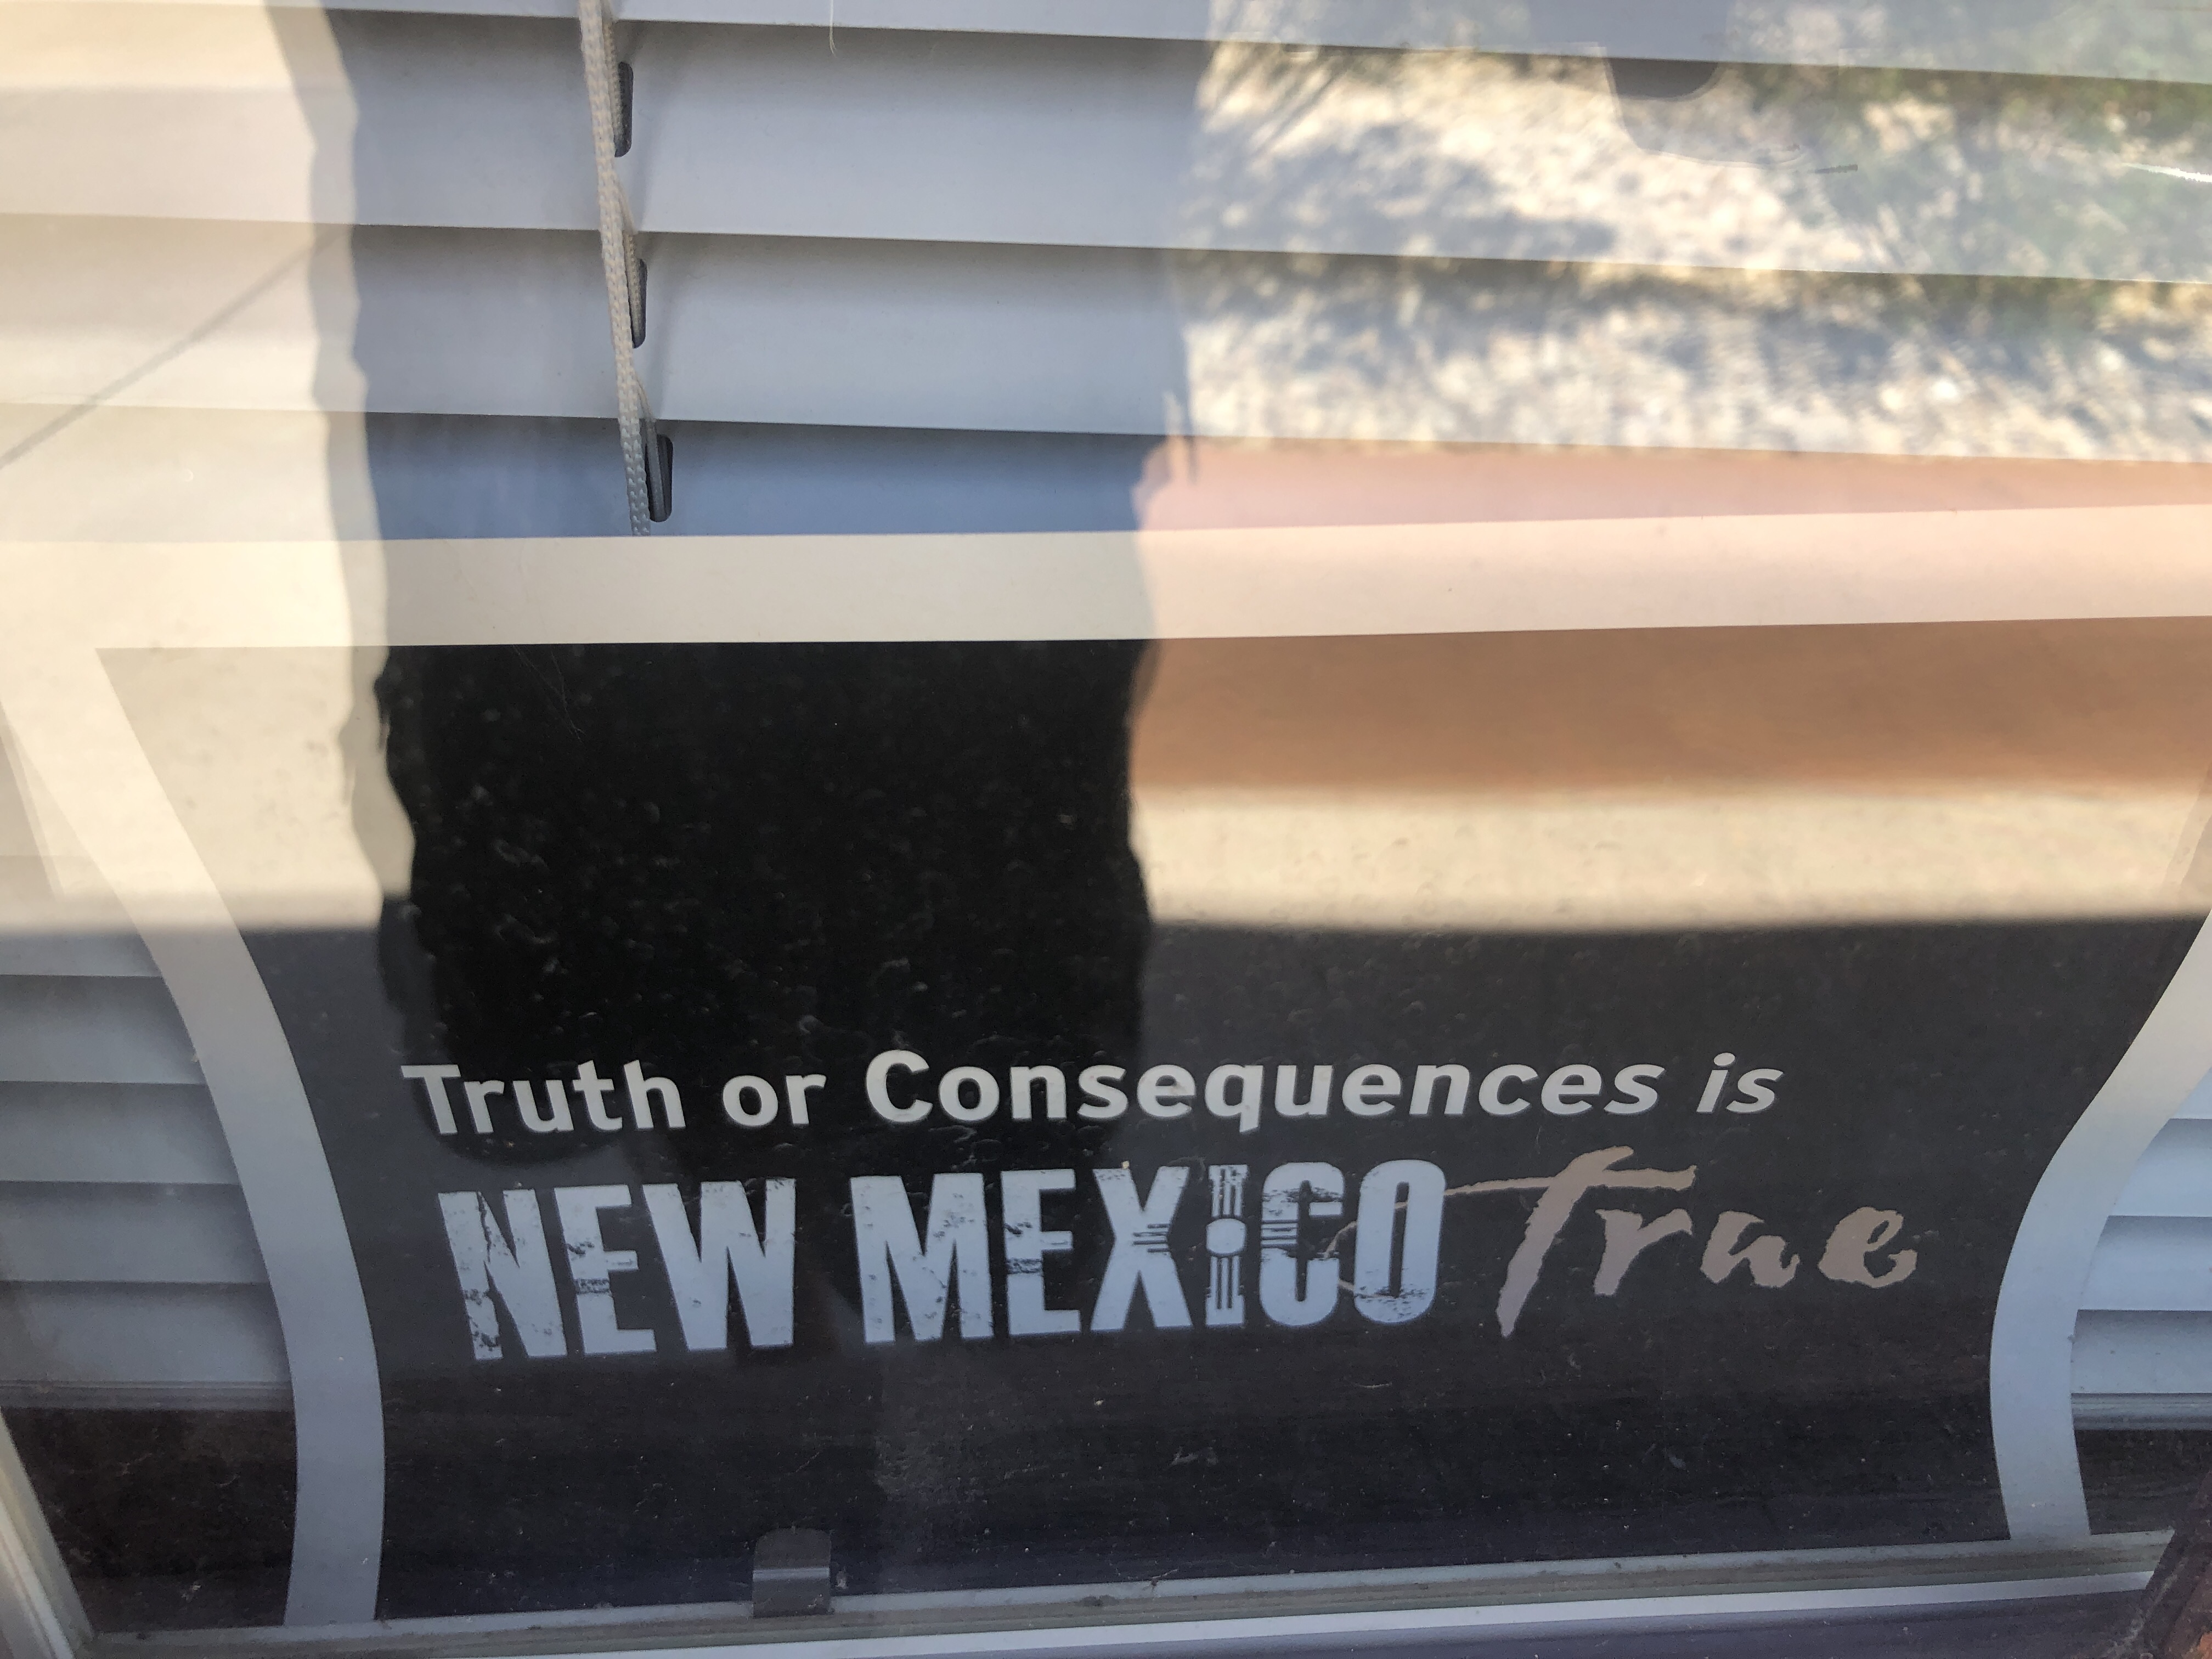 Truth or Consequences is
NEW MEXICO True